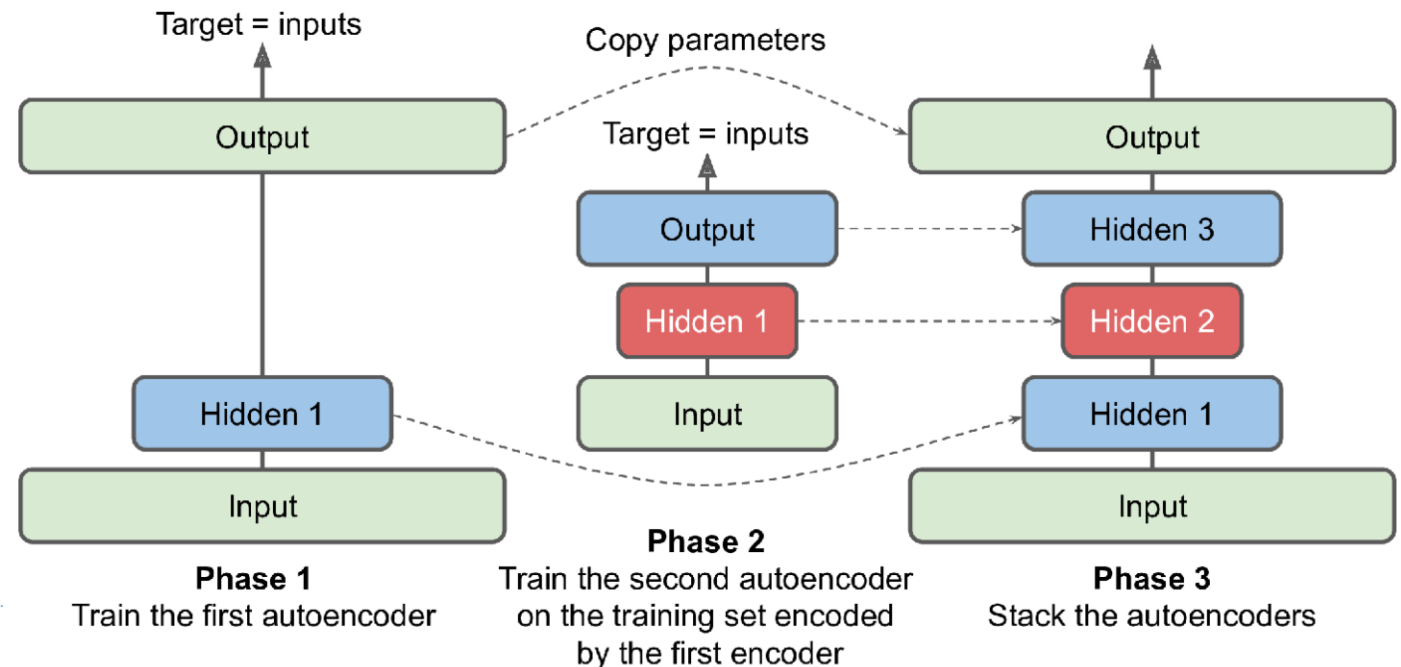 Target = inputs
Output
Hidden 1
Input
Phase 1
Train the first autoencoder
Copy parameters
Target = inputs
Output
Hidden 1
Input
Phase 2
Train the second autoencoder
on the training set encoded
by the first encoder
Output
Hidden 3
Hidden 2
Hidden 1
Input
Phase 3
Stack the autoencoders